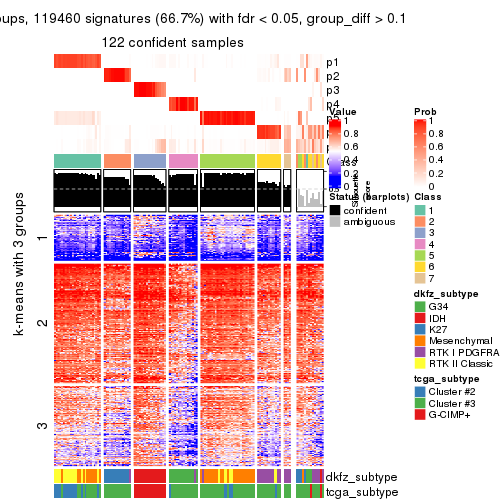 oups, 119460 signatures (66.7%) with fdr < 0.05, group_diff > 0.1
122 confident samples
p1
p2
p3
p4
Value
1
0.8
0.6
0.4
0.2
0
Prob
1
0.8
0.6
0.4
0.2
0
Status (barplots)
confident
ambiguous
Class
1
2
3
4
5
6
7
dkfz_subtype
G34
IDH
K27
Mesenchymal
RTK I PDGFRA
RTK II Classic
tcga_subtype
Cluster #2
Cluster #3
G-CIMP+
k-means with 3 groups
1
2
3
dkfz_subtype
tcga_subtype